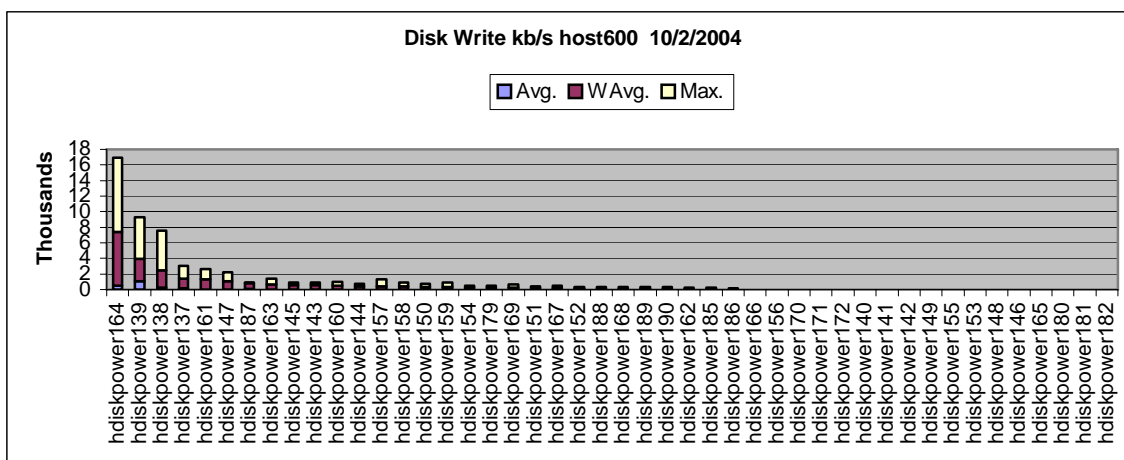 Disk Write kb/s host600 10/2/2004
Avg. WAvg. Max.
Thousands
18
16
14
12
10
8
6
4
2
0
hdiskpower164
hdiskpower139
hdiskpower138
hdiskpower137
hdiskpower161
hdiskpower147
hdiskpower187
hdiskpower163
hdiskpower145
hdiskpower143
hdiskpower160
hdiskpower144
hdiskpower157
hdiskpower158
hdiskpower150
hdiskpower159
hdiskpower154
hdiskpower179
hdiskpower169
hdiskpower151
hdiskpower167
hdiskpower152
hdiskpower188
hdiskpower168
hdiskpower189
hdiskpower190
hdiskpower162
hdiskpower185
hdiskpower186
hdiskpower166
hdiskpower156
hdiskpower170
hdiskpower171
hdiskpower172
hdiskpower140
hdiskpower141
hdiskpower142
hdiskpower149
hdiskpower155
hdiskpower153
hdiskpower148
hdiskpower146
hdiskpower165
hdiskpower180
hdiskpower181
hdiskpower182